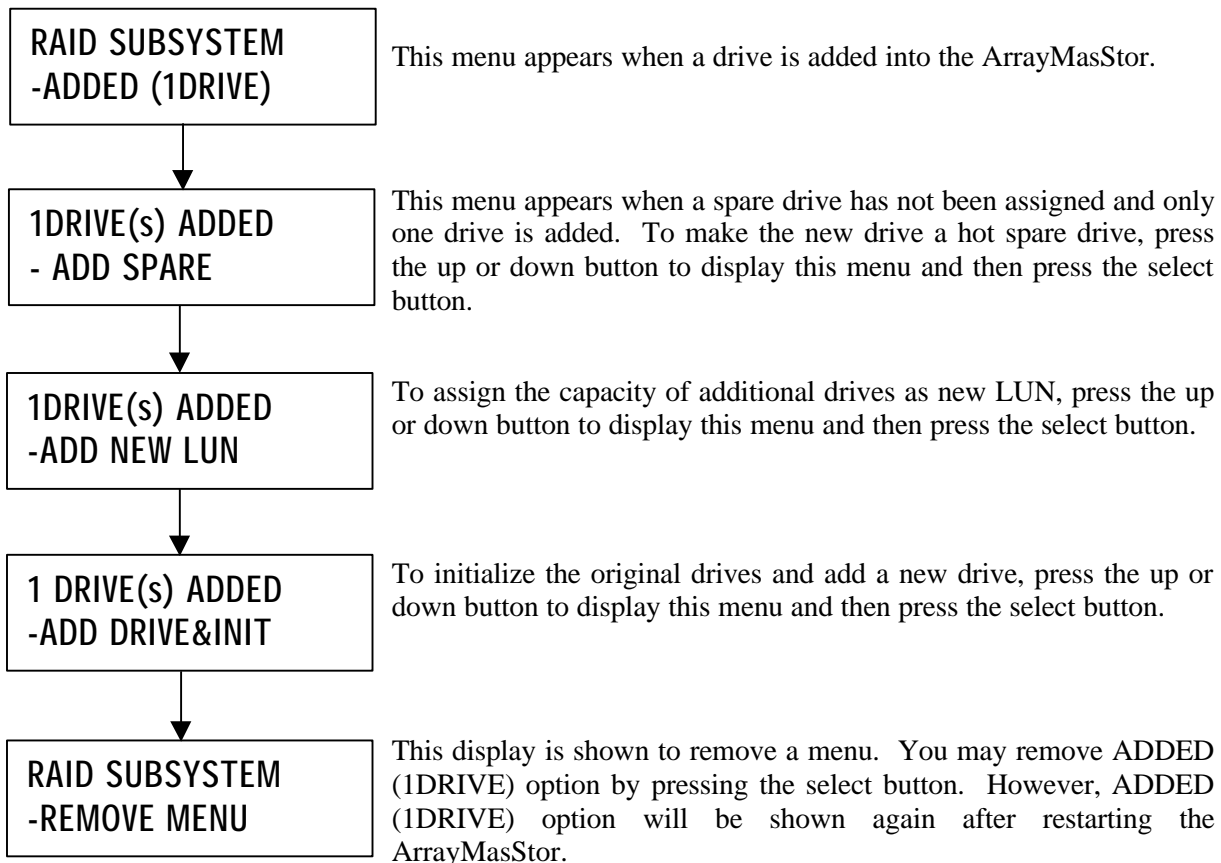 RAID SUBSYSTEM
-ADDED (1DRIVE)
This menu appears when a drive is added into the ArrayMasStor.
1DRIVE(s) ADDED
- ADD SPARE
This menu appears when a spare drive has not been assigned and only
one drive is added. To make the new drive a hot spare drive, press
the up or down button to display this menu and then press the select
button.
1DRIVE(s) ADDED
-ADD NEW LUN
To assign the capacity of additional drives as new LUN, press the up
or down button to display this menu and then press the select button.
1 DRIVE(s) ADDED
-ADD DRIVE&INIT
To initialize the original drives and add a new drive, press the up or
down button to display this menu and then press the select button.
RAID SUBSYSTEM
-REMOVE MENU
This display is shown to remove a menu. You may remove ADDED
(1DRIVE) option by pressing the select button. However, ADDED
(1DRIVE) option will be shown again after restarting the
ArrayMasStor.